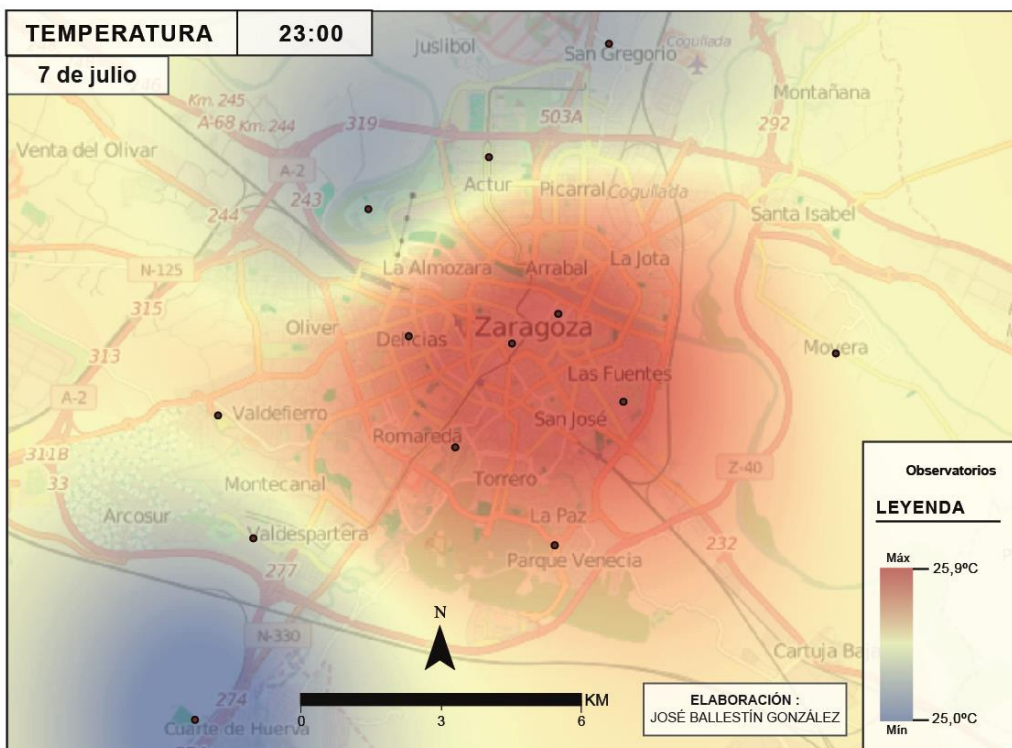 TEMPERATURA 23:00
7 de julio
Juslibol
San Gregorio
Cogullada
Km. 245
A-68 Km. 244
319
503A
292
Montañana
Venta del Olivar
A-2
243
Actur
Picarral
Cogullada
244
Santa Isabel
N-125
La Almozara
Arrabal
La Jota
315
Oliver
Delicias
Zaragoza
Movera
313
Las Fuentes
A-2
Valdefierro
San José
Romareda
311B
33
Montecanal
Torrero
Z-40
Arcosur
La Paz
Valdespartera
Parque Venecia
232
277
N-330
Cartuja Baja
274
Cuarte de Huerva
N
0 3 6 KM
ELABORACIÓN :
JOSÉ BALLESTÍN GONZÁLEZ
Observatorios
LEYENDA
Máx
25,9ºC
25,0ºC
Mín